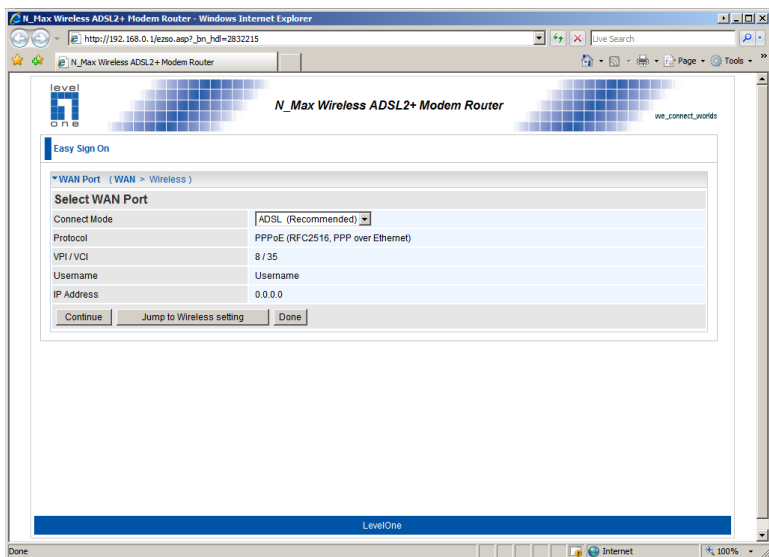 N_Max Wireless ADSL2+ Modem Router - Windows Internet Explorer
http://192.168.0.1/ezso.asp?_bn_hdl=2832215
Live Search
N_Max Wireless ADSL2+ Modem Router
Page
Tools
level
one
N_Max Wireless ADSL2+ Modem Router
we_connect_worlds
Easy Sign On
WAN Port ( WAN > Wireless )
Select WAN Port
Connect Mode ADSL (Recommended)
Protocol PPPoE (RFC2516, PPP over Ethernet)
VPI / VCI 8 / 35
Username Username
IP Address 0.0.0.0
Continue Jump to Wireless setting Done
LevelOne
Done Internet 100%